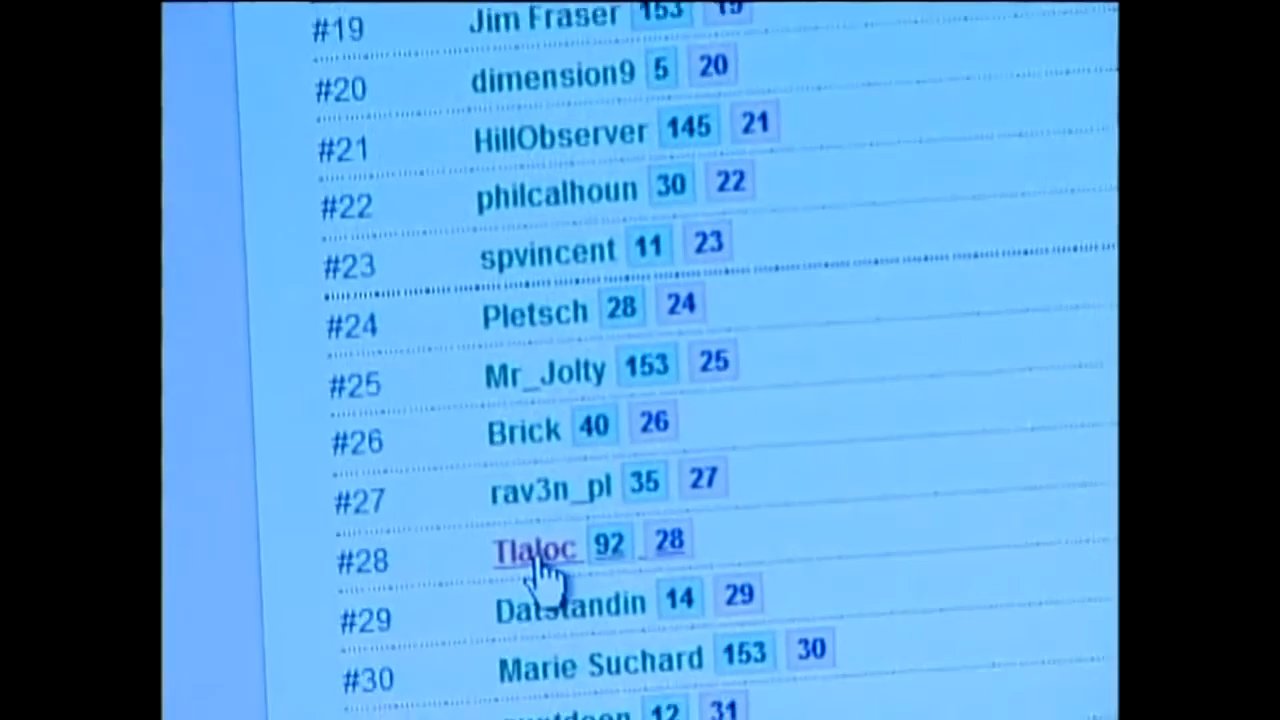 #19 Jim Fraser 153 19
#20 dimension9 5 20
#21 HillObserver 145 21
#22 philcalhoun 30 22
#23 spvincent 11 23
#24 Pletsch 28 24
#25 Mr_Jolty 153 25
#26 Brick 40 26
#27 rav3n_pl 35 27
#28 Tlaloc 92 28
#29 Datstandin 14 29
#30 Marie Suchard 153 30
12 31